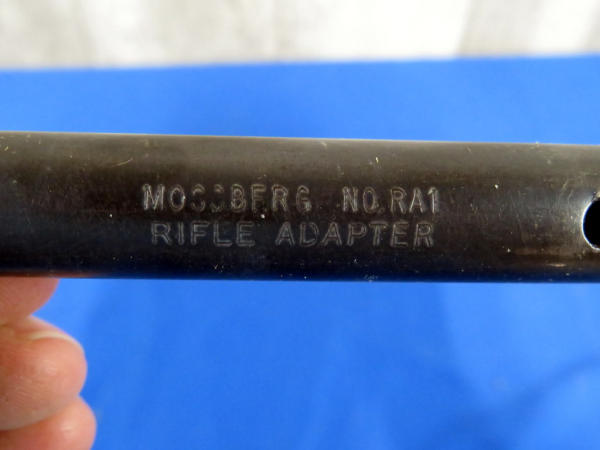 MOSSBERG NO. RA1
RIFLE ADAPTER